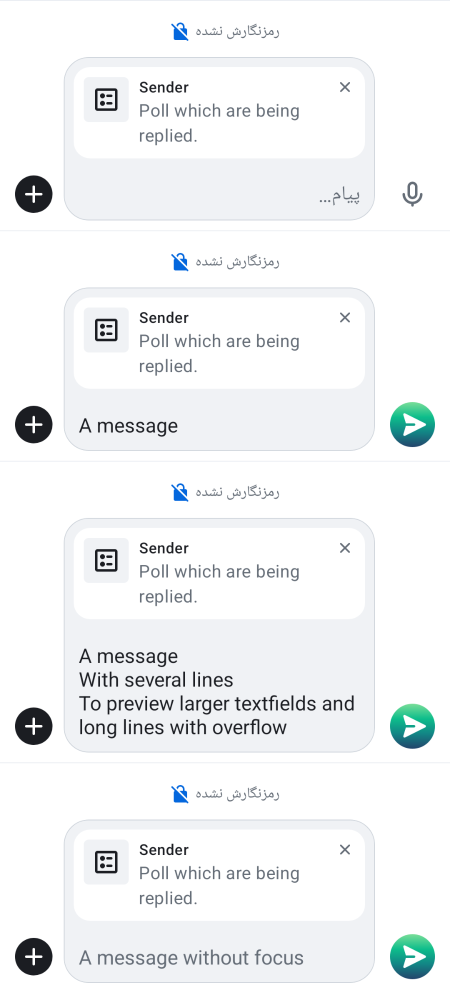 رمزنگارش نشده
Sender
Poll which are being
replied.
پیام...
رمزنگارش نشده
Sender
Poll which are being
replied.
A message
رمزنگارش نشده
Sender
Poll which are being
replied.
A message
With several lines
To preview larger textfields and
long lines with overflow
رمزنگارش نشده
Sender
Poll which are being
replied.
A message without focus